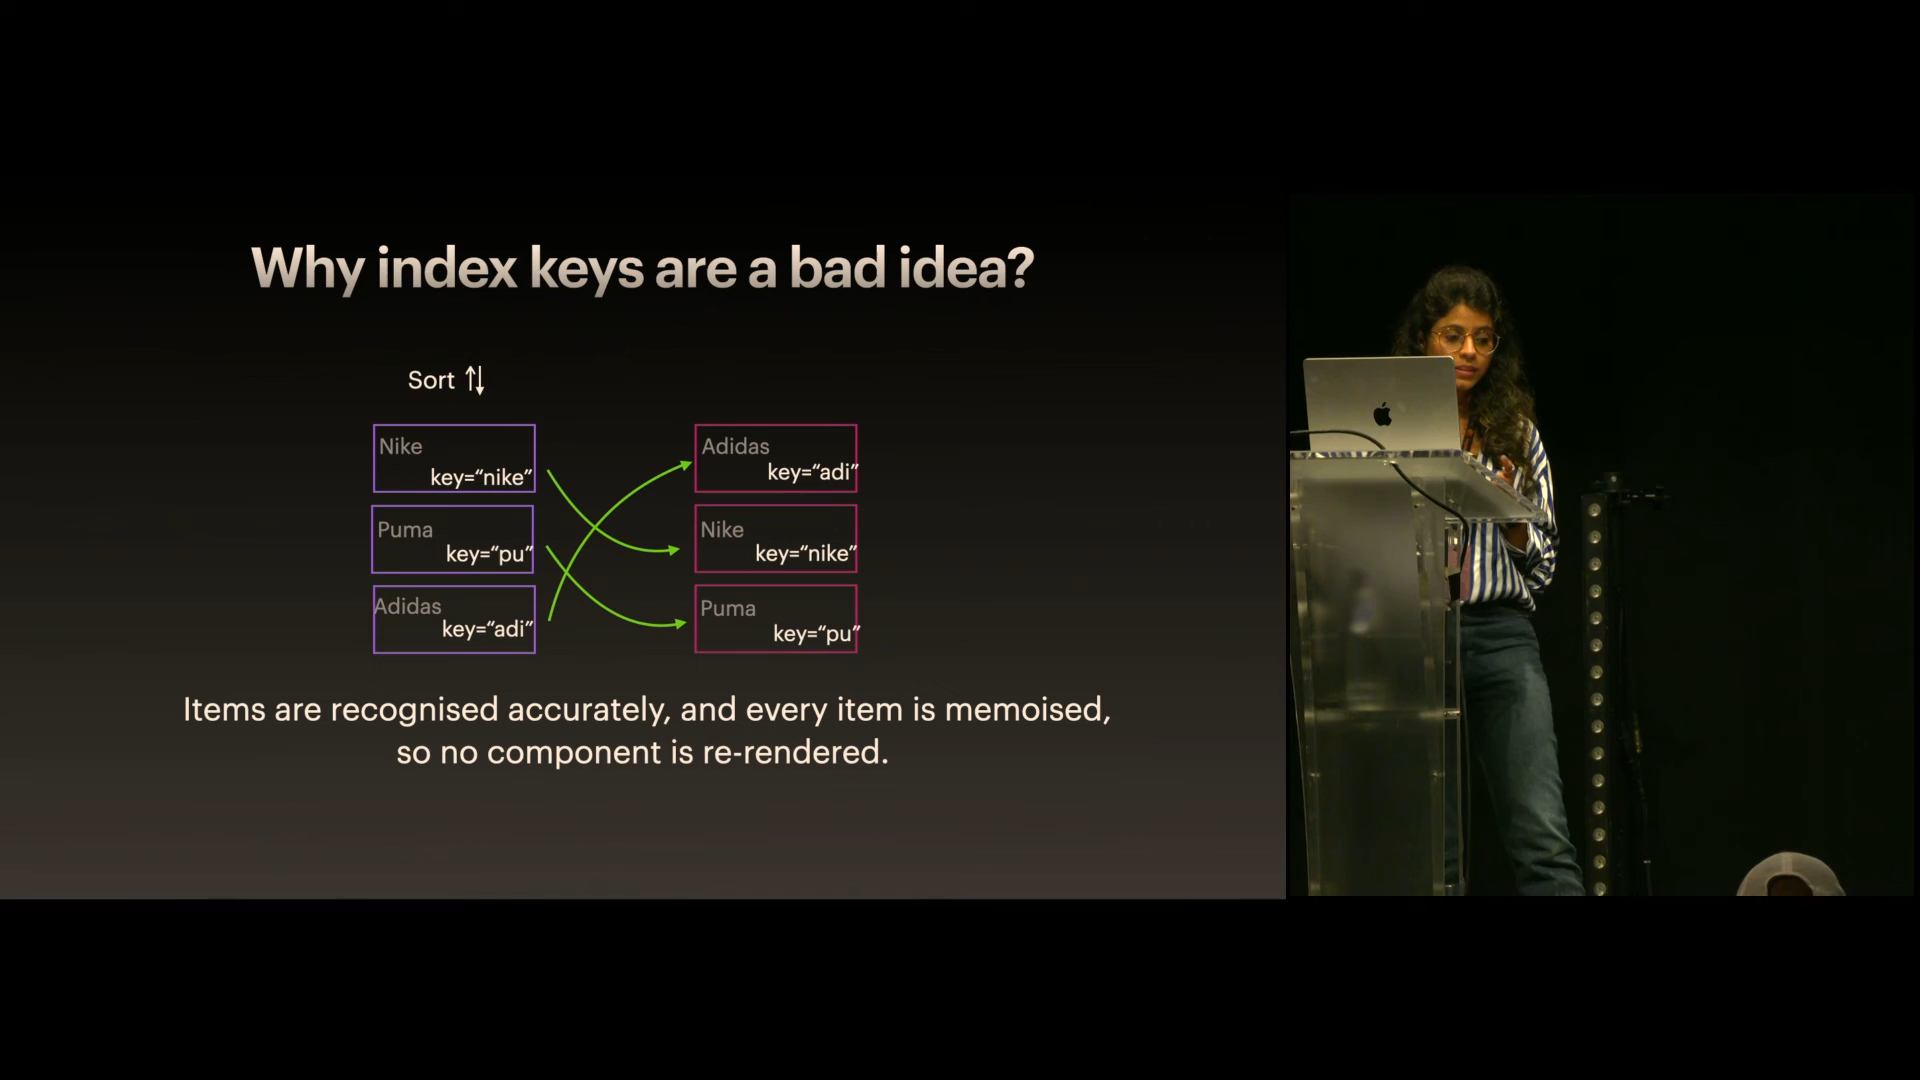 Why index keys are a bad idea?
Sort ↑↓
Nike
key=“nike”
Puma
key=“pu”
Adidas
key=“adi”
Adidas
key=“adi”
Nike
key=“nike”
Puma
key=“pu”
Items are recognised accurately, and every item is memoised,
so no component is re-rendered.